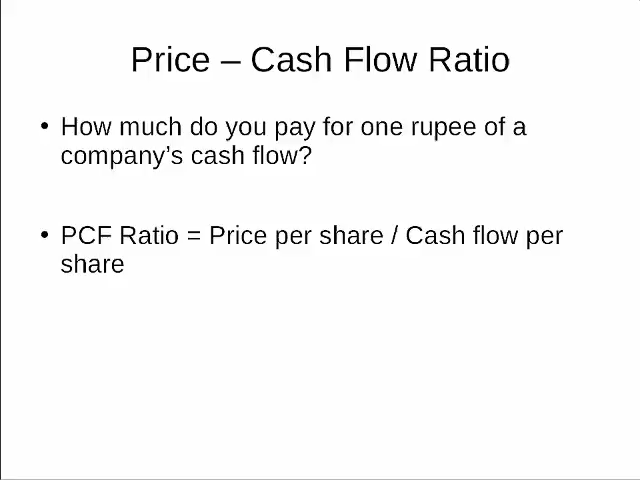 Price – Cash Flow Ratio
• How much do you pay for one rupee of a
company’s cash flow?
• PCF Ratio = Price per share / Cash flow per
share